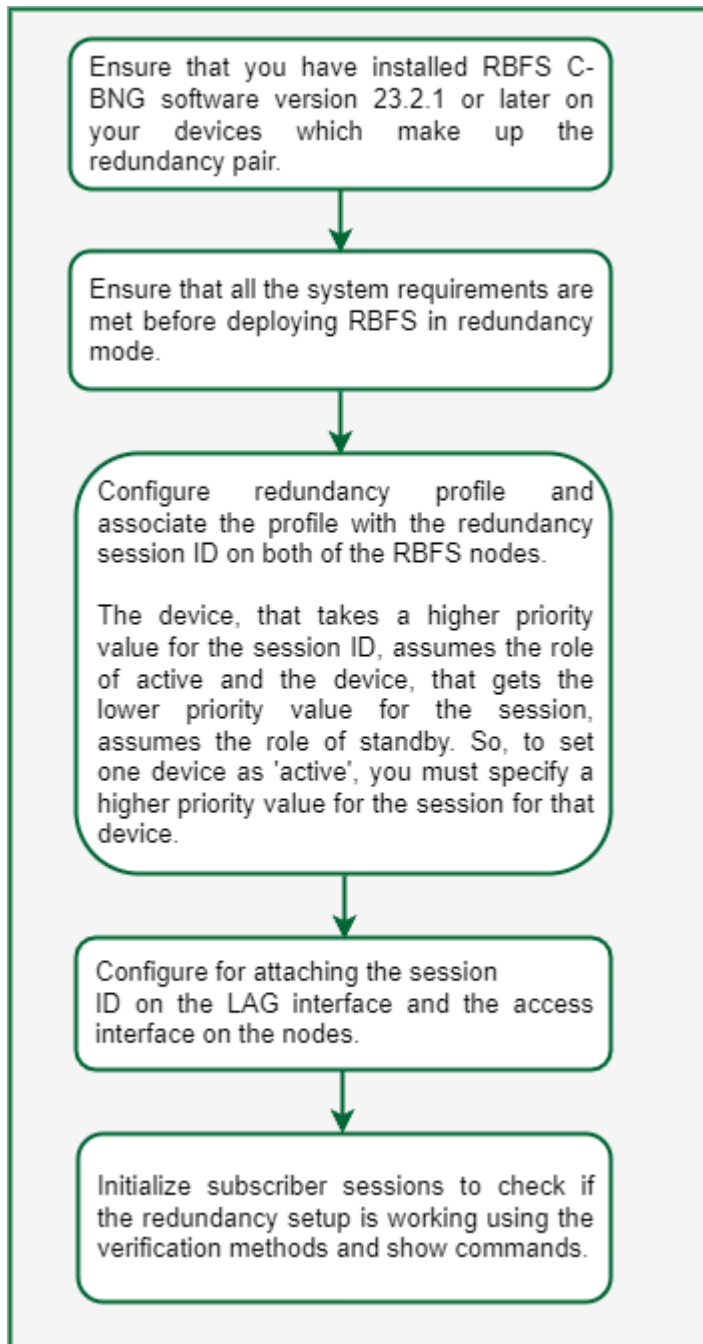 Ensure that you have installed RBFS C-
BNG software version 23.2.1 or later on
your devices which make up the
redundancy pair.
Ensure that all the system requirements are
met before deploying RBFS in redundancy
mode.
Configure redundancy profile and
associate the profile with the redundancy
session ID on both of the RBFS nodes.
The device, that takes a higher priority
value for the session ID, assumes the role
of active and the device, that gets the
lower priority value for the session,
assumes the role of standby. So, to set
one device as 'active', you must specify a
higher priority value for the session for that
device.
Configure for attaching the session
ID on the LAG interface and the access
interface on the nodes.
Initialize subscriber sessions to check if
the redundancy setup is working using the
verification methods and show commands.